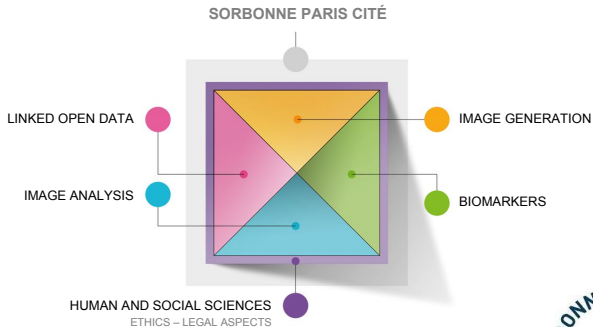 SORBONNE PARIS CITÉ
LINKED OPEN DATA
IMAGE GENERATION
IMAGE ANALYSIS
BIOMARKERS
HUMAN AND SOCIAL SCIENCES
ETHICS – LEGAL ASPECTS